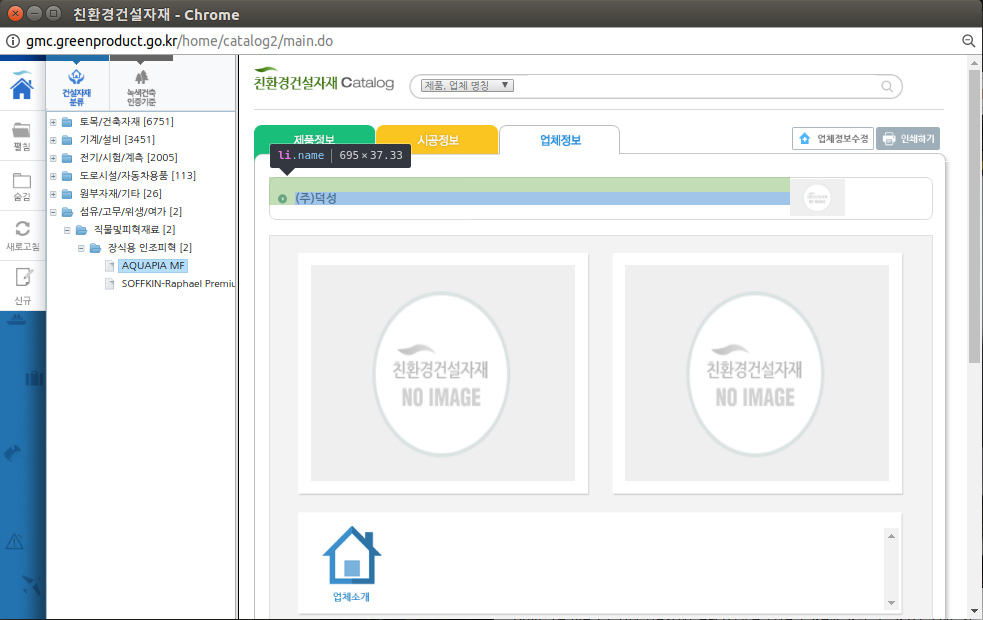 친환경건설자재 - Chrome
gmc.greenproduct.go.kr/home/catalog2/main.do
건설자재
분류
녹색건축
인증기준
펼침
숨김
새로고침
신규
토목/건축자재 [6751]
기계/설비 [3451]
전기/시험/계측 [2005]
도로시설/자동차용품 [113]
원부자재/기타 [26]
섬유/고무/위생/여가 [2]
직물및피혁재료 [2]
장식용 인조피혁 [2]
AQUAPIA MF
SOFFKIN-Raphael Premiu
친환경건설자재 Catalog
제품, 업체 명칭
제품정보
시공정보
업체정보
업체정보수정
인쇄하기
li.name 695 × 37.33
(주)덕성
NO IMAGE
친환경건설자재
NO IMAGE
친환경건설자재
NO IMAGE
업체소개